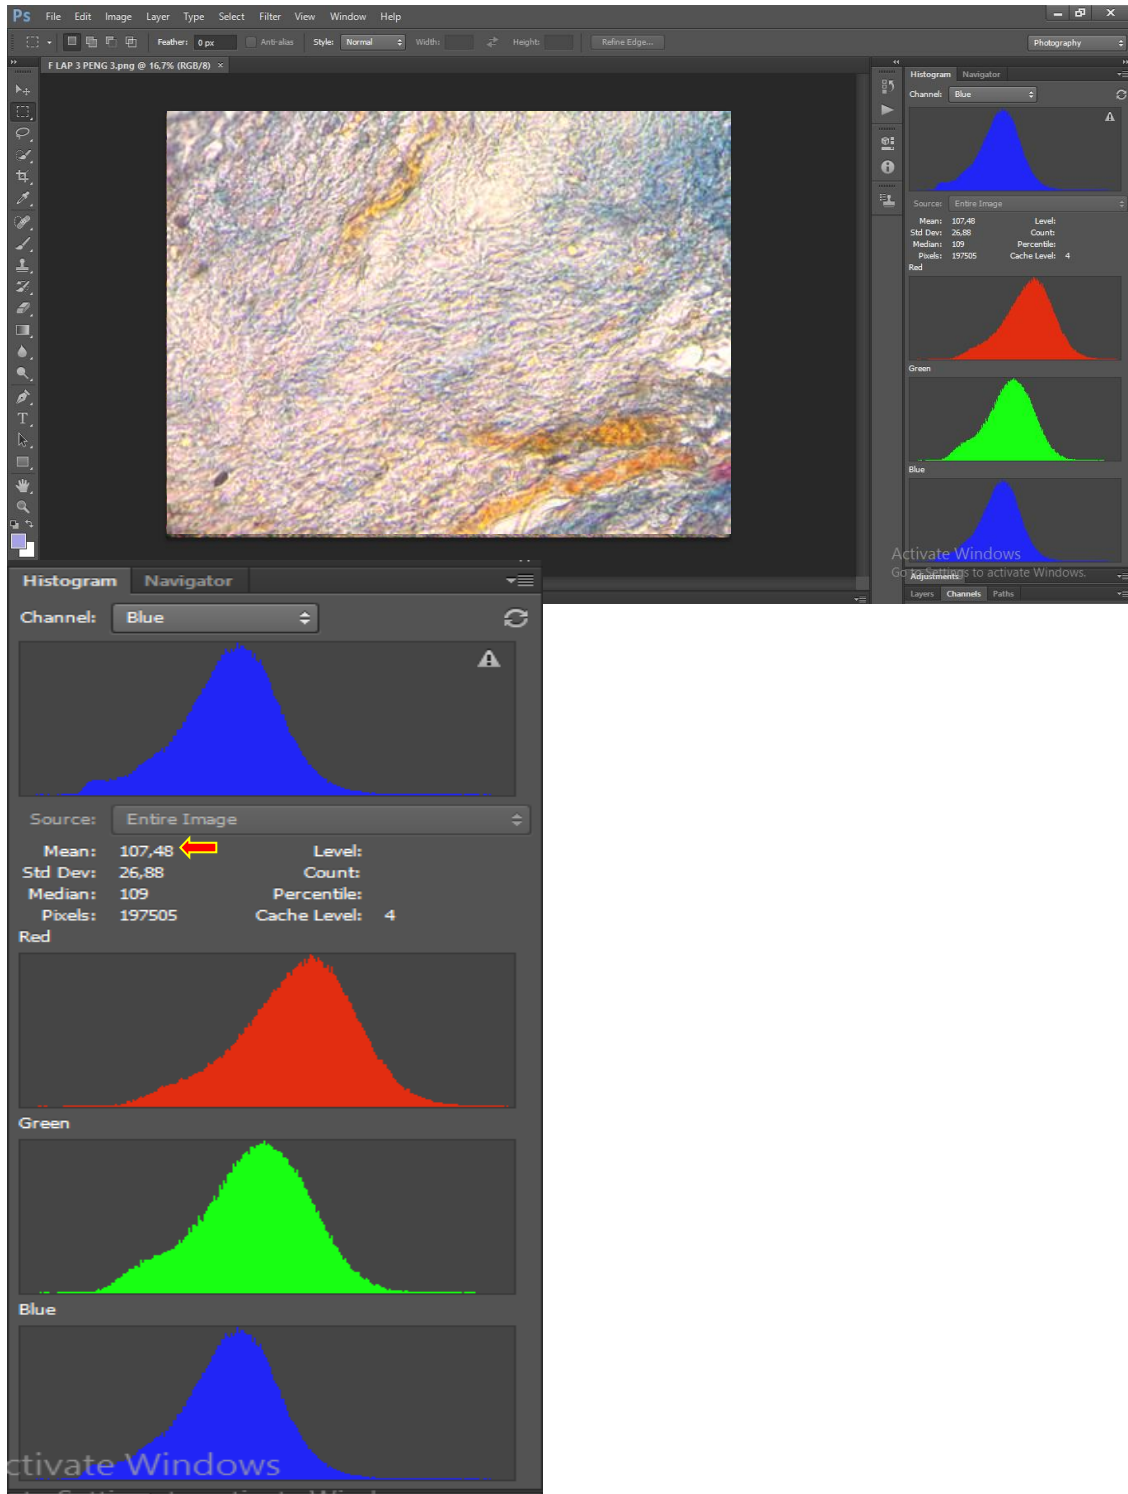 Ps File Edit Image Layer Type Select Filter View Window Help
Feather: 0 px Anti-alias Style: Normal Width: Height: Refine Edge... Photography
F LAP 3 PENG 3.png @ 16,7% (RGB/8) ×
Histogram Navigator
Channel: Blue
Source: Entire Image
Mean: 107,48 Level:
Std Dev: 26,88 Count:
Median: 109 Percentile:
Pixels: 197505 Cache Level: 4
Red
Green
Blue
Activate Windows
Go to Settings to activate Windows.
Adjustments
Layers Channels Paths
Histogram Navigator
Channel: Blue
Source: Entire Image
Mean: 107,48 Level:
Std Dev: 26,88 Count:
Median: 109 Percentile:
Pixels: 197505 Cache Level: 4
Red
Green
Blue
ctivate Windows